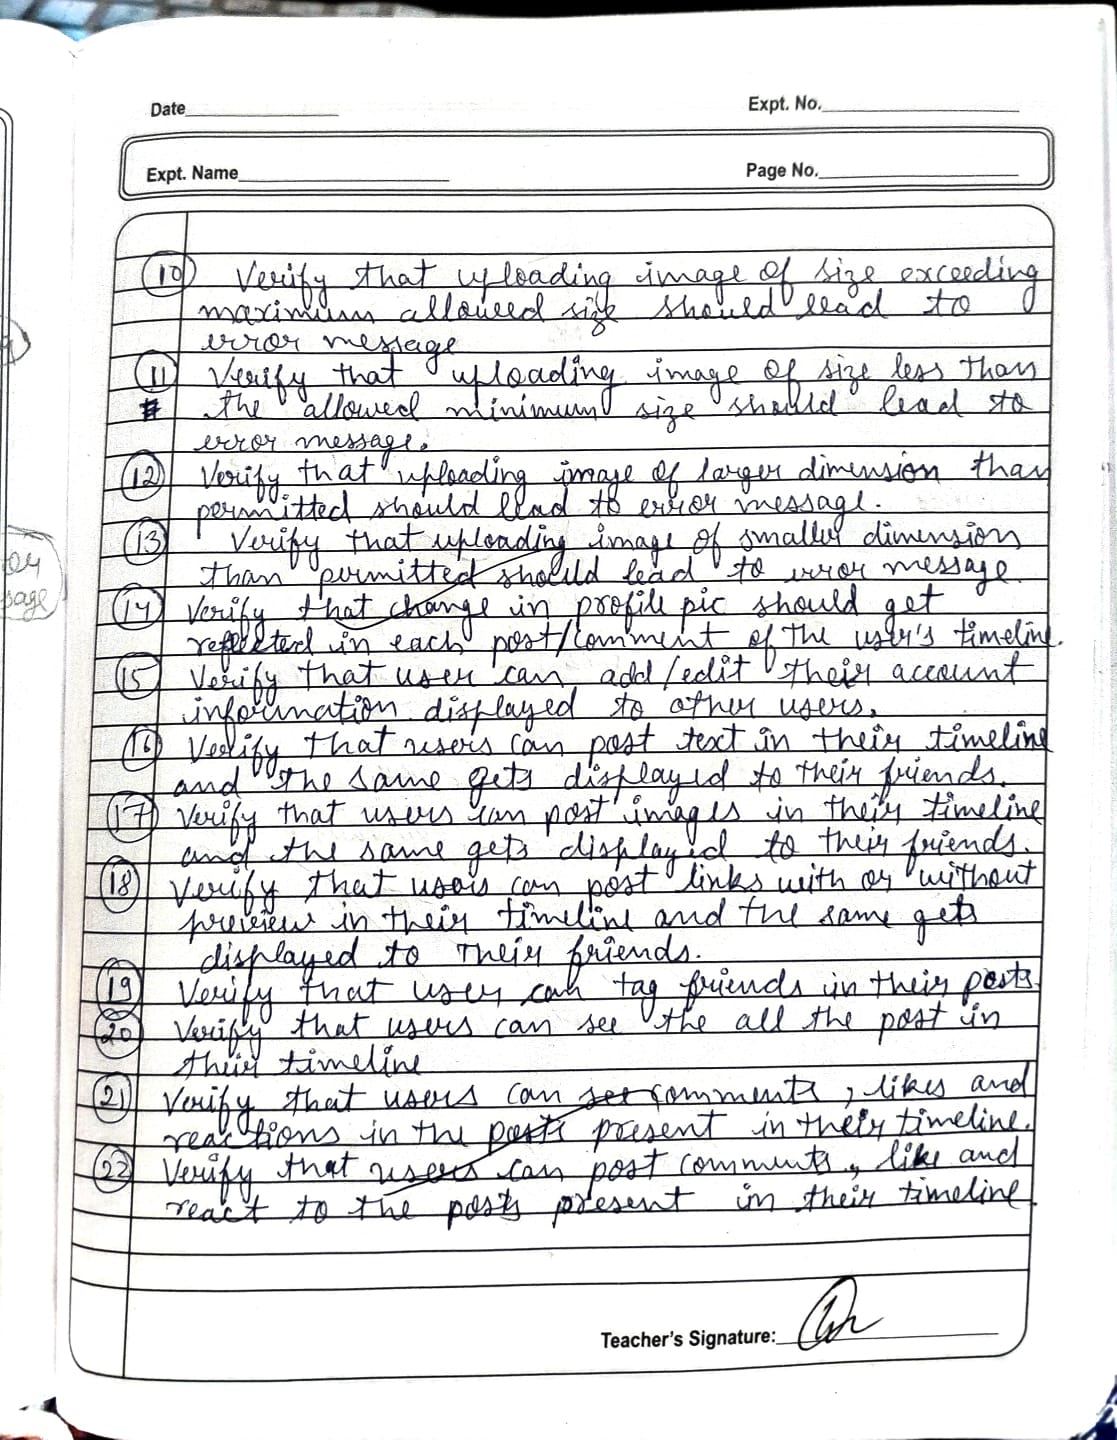 Date
Expt. No.
Expt. Name
Page No.
10 Verify that uploading image of size exceeding
maximum allowed size should lead to
error message
11 Verify that uploading image of size less than
the allowed minimum size should lead to
error message.
12 Verify that uploading image of larger dimension than
permitted should lead to error message.
13 Verify that uploading image of smaller dimension
than permitted should lead to error message
14 Verify that change in profile pic should get
reflected in each post/comment of the user's timeline.
15 Verify that user can add/edit their account
information displayed to other users.
16 Verify that users can post text in their timeline
and the same gets displayed to their friends.
17 Verify that users can post images in their timeline
and the same gets displayed to their friends.
18 Verify that users can post links with or without
preview in their timeline and the same gets
displayed to their friends.
19 Verify that user can tag friends in their posts.
20 Verify that users can see the all the post in
their timeline
21 Verify that users can see comments, likes and
reactions in the posts present in their timeline.
22 Verify that users can post comments, like and
react to the posts present in their timeline.
Teacher's Signature: